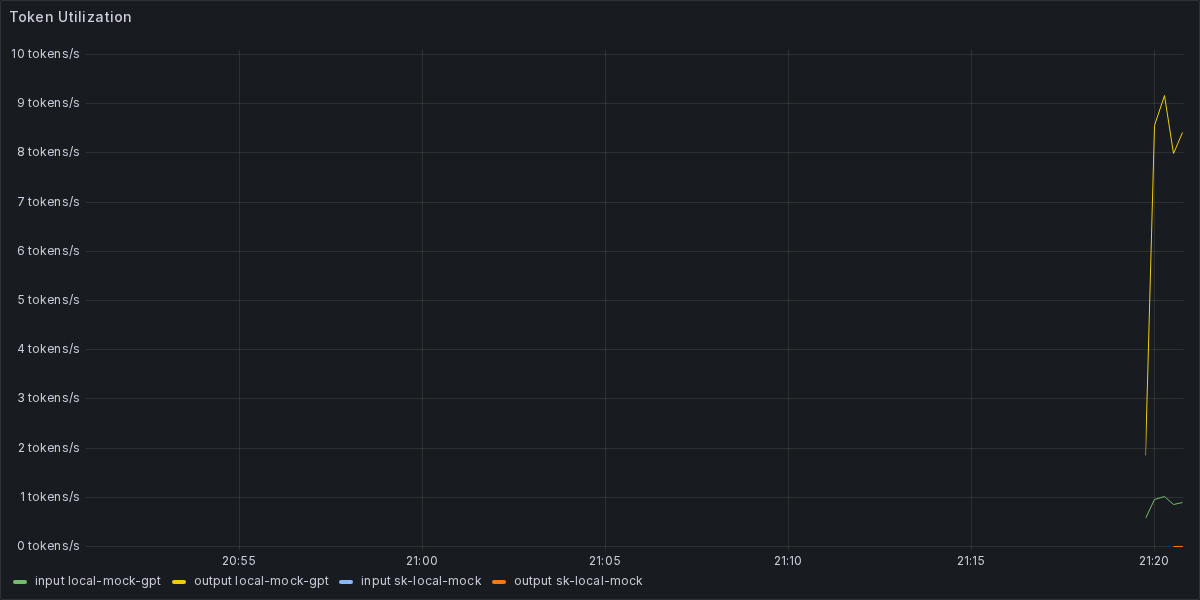 Token Utilization
10 tokens/s
9 tokens/s
8 tokens/s
7 tokens/s
6 tokens/s
5 tokens/s
4 tokens/s
3 tokens/s
2 tokens/s
1 tokens/s
0 tokens/s
20:55 21:00 21:05 21:10 21:15 21:20
input local-mock-gpt output local-mock-gpt input sk-local-mock output sk-local-mock